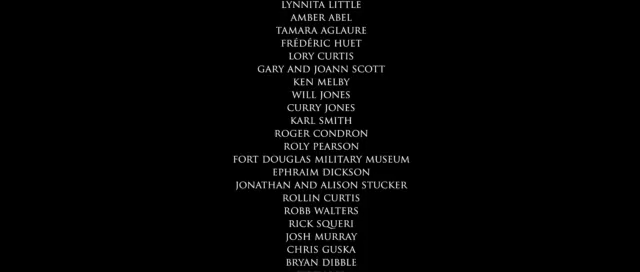 LYNNITA LITTLE
AMBER ABEL
TAMARA AGLAURE
FRÉDÉRIC HUET
LORY CURTIS
GARY AND JOANN SCOTT
KEN MELBY
WILL JONES
CURRY JONES
KARL SMITH
ROGER CONDRON
ROLY PEARSON
FORT DOUGLAS MILITARY MUSEUM
EPHRAIM DICKSON
JONATHAN AND ALISON STUCKER
ROLLIN CURTIS
ROBB WALTERS
RICK SQUERI
JOSH MURRAY
CHRIS GUSKA
BRYAN DIBBLE